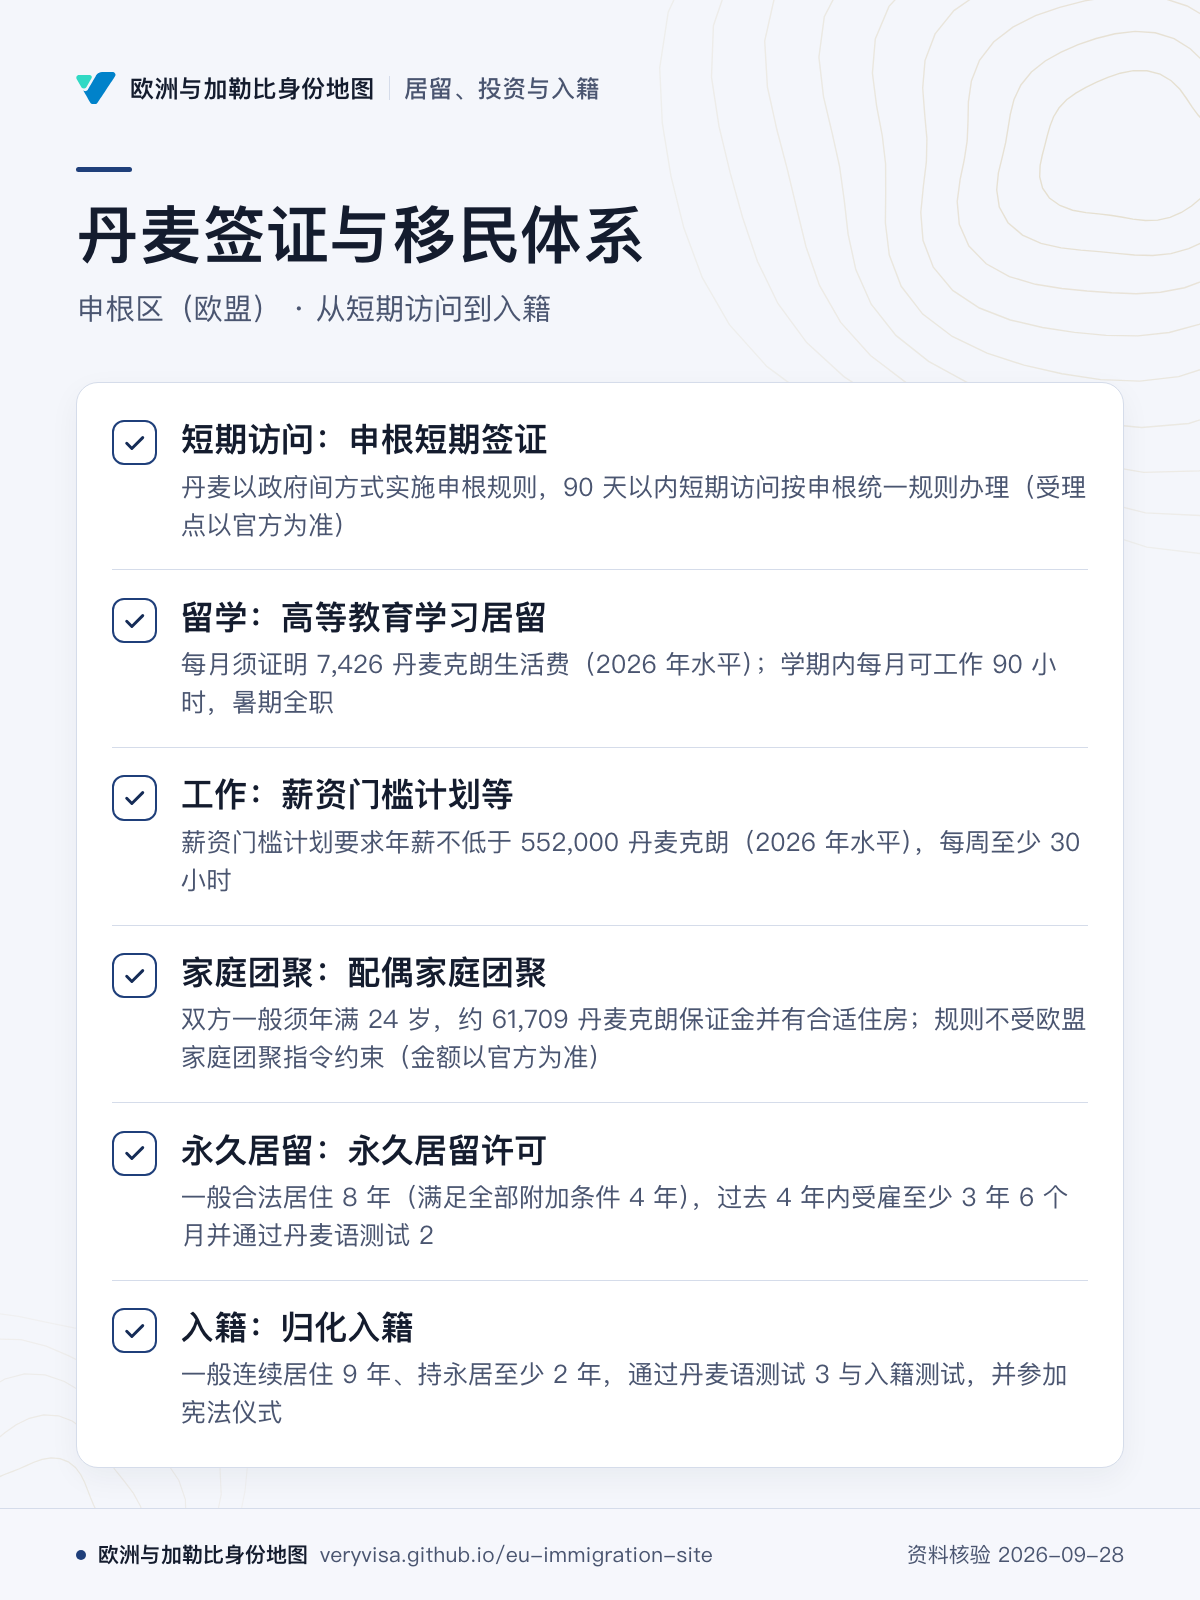 欧洲与加勒比身份地图 居留、投资与入籍
丹麦签证与移民体系
申根区（欧盟） · 从短期访问到入籍
短期访问：申根短期签证
丹麦以政府间方式实施申根规则，90 天以内短期访问按申根统一规则办理（受理
点以官方为准）
留学：高等教育学习居留
每月须证明 7,426 丹麦克朗生活费（2026 年水平）；学期内每月可工作 90 小
时，暑期全职
工作：薪资门槛计划等
薪资门槛计划要求年薪不低于 552,000 丹麦克朗（2026 年水平），每周至少 30
小时
家庭团聚：配偶家庭团聚
双方一般须年满 24 岁，约 61,709 丹麦克朗保证金并有合适住房；规则不受欧盟
家庭团聚指令约束（金额以官方为准）
永久居留：永久居留许可
一般合法居住 8 年（满足全部附加条件 4 年），过去 4 年内受雇至少 3 年 6 个
月并通过丹麦语测试 2
入籍：归化入籍
一般连续居住 9 年、持永居至少 2 年，通过丹麦语测试 3 与入籍测试，并参加
宪法仪式
欧洲与加勒比身份地图 veryvisa.github.io/eu-immigration-site 资料核验 2026-09-28